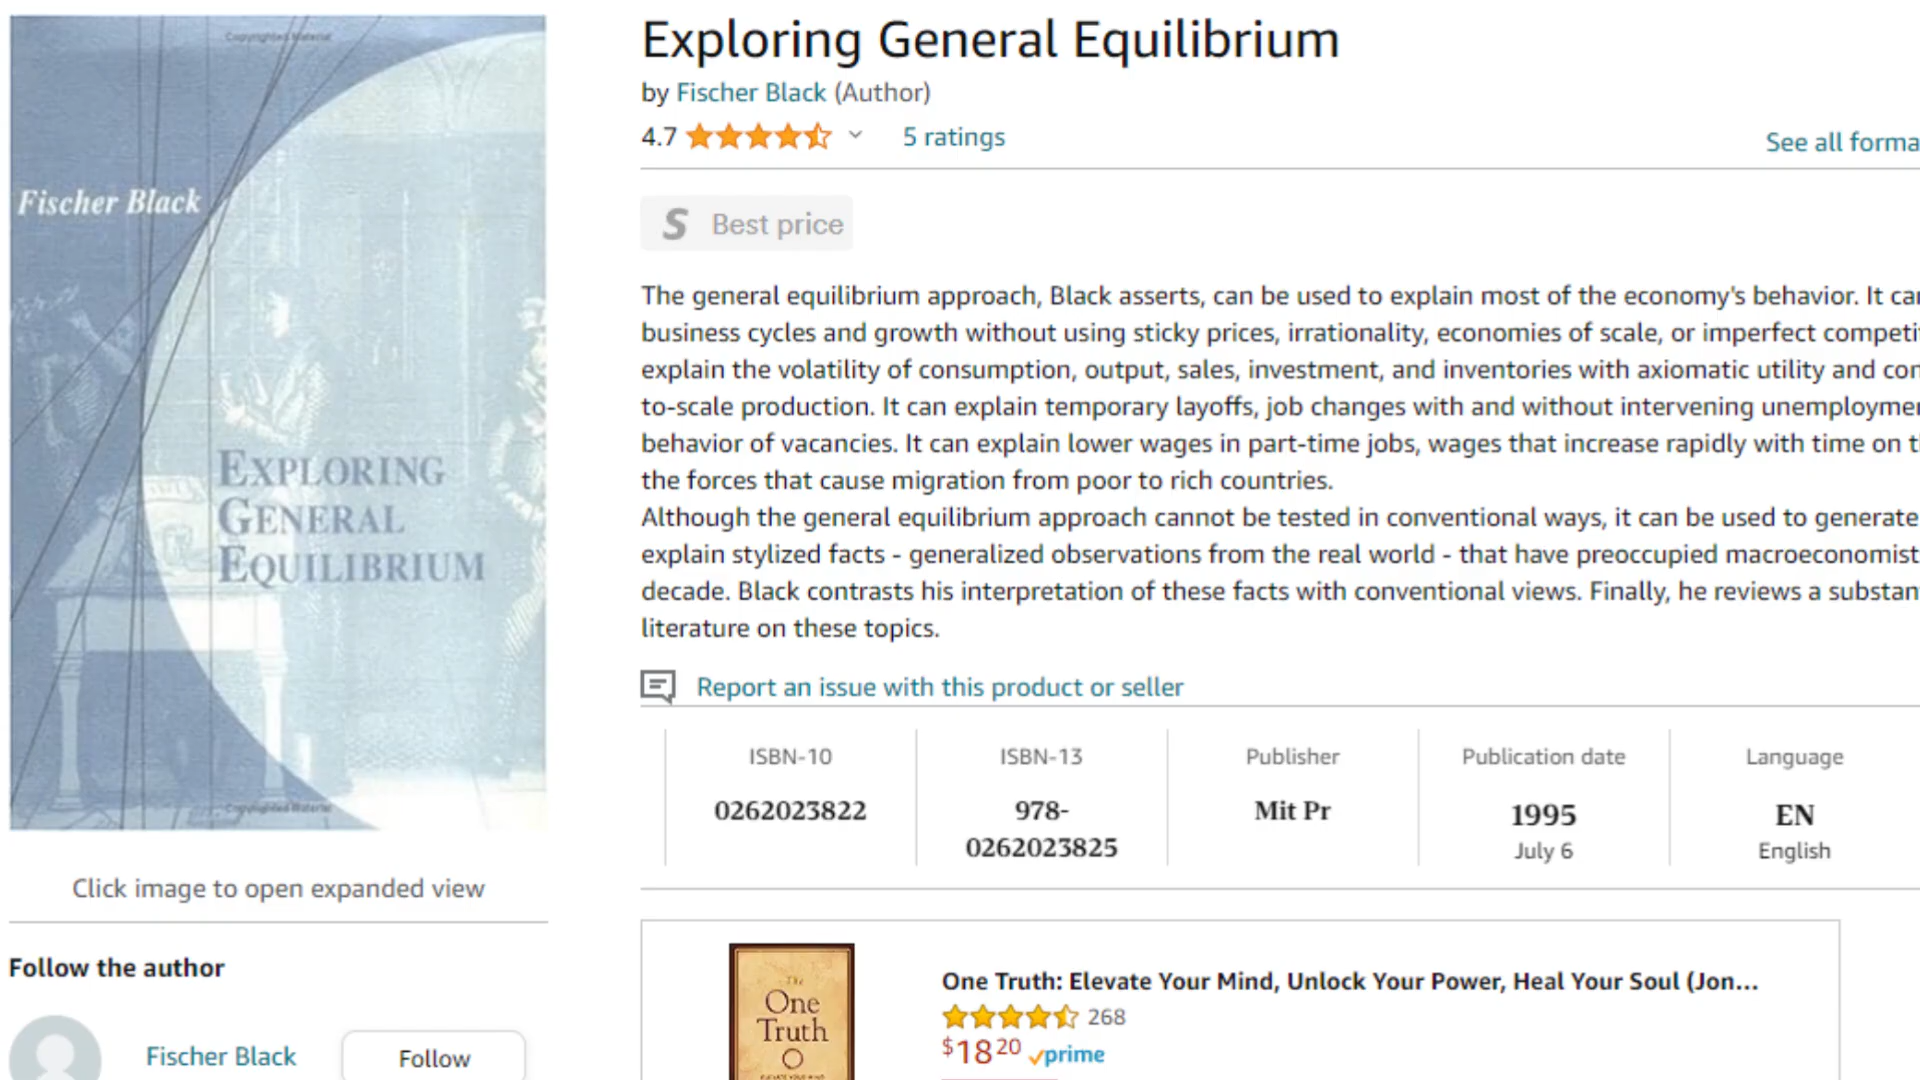 Copyrighted Material
Fischer Black
EXPLORING
GENERAL
EQUILIBRIUM
Copyrighted Material
Click image to open expanded view
Follow the author
Fischer Black
Follow
Exploring General Equilibrium
by Fischer Black (Author)
4.7
5 ratings
See all forma
S Best price
The general equilibrium approach, Black asserts, can be used to explain most of the economy's behavior. It can
business cycles and growth without using sticky prices, irrationality, economies of scale, or imperfect competit
explain the volatility of consumption, output, sales, investment, and inventories with axiomatic utility and con
to-scale production. It can explain temporary layoffs, job changes with and without intervening unemploymen
behavior of vacancies. It can explain lower wages in part-time jobs, wages that increase rapidly with time on th
the forces that cause migration from poor to rich countries.
Although the general equilibrium approach cannot be tested in conventional ways, it can be used to generate
explain stylized facts - generalized observations from the real world - that have preoccupied macroeconomist
decade. Black contrasts his interpretation of these facts with conventional views. Finally, he reviews a substan
literature on these topics.
Report an issue with this product or seller
ISBN-10
0262023822
ISBN-13
978-
0262023825
Publisher
Mit Pr
Publication date
1995
July 6
Language
EN
English
The
One
Truth
One Truth: Elevate Your Mind, Unlock Your Power, Heal Your Soul (Jon...
268
$18 20 prime